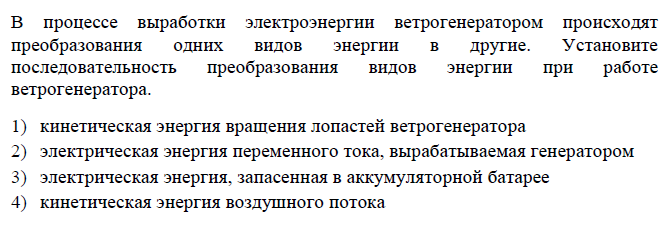 В процессе выработки электроэнергии ветрогенератором происходят
преобразования одних видов энергии в другие. Установите
последовательность преобразования видов энергии при работе
ветрогенератора.
1) кинетическая энергия вращения лопастей ветрогенератора
2) электрическая энергия переменного тока, вырабатываемая генератором
3) электрическая энергия, запасенная в аккумуляторной батарее
4) кинетическая энергия воздушного потока